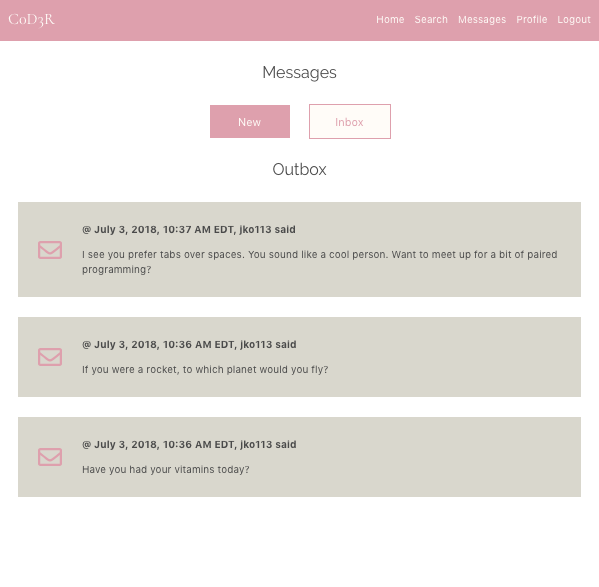 CoD3R
Home Search Messages Profile Logout
Messages
New Inbox
Outbox
@ July 3, 2018, 10:37 AM EDT, jko113 said
I see you prefer tabs over spaces. You sound like a cool person. Want to meet up for a bit of paired
programming?
@ July 3, 2018, 10:36 AM EDT, jko113 said
If you were a rocket, to which planet would you fly?
@ July 3, 2018, 10:36 AM EDT, jko113 said
Have you had your vitamins today?